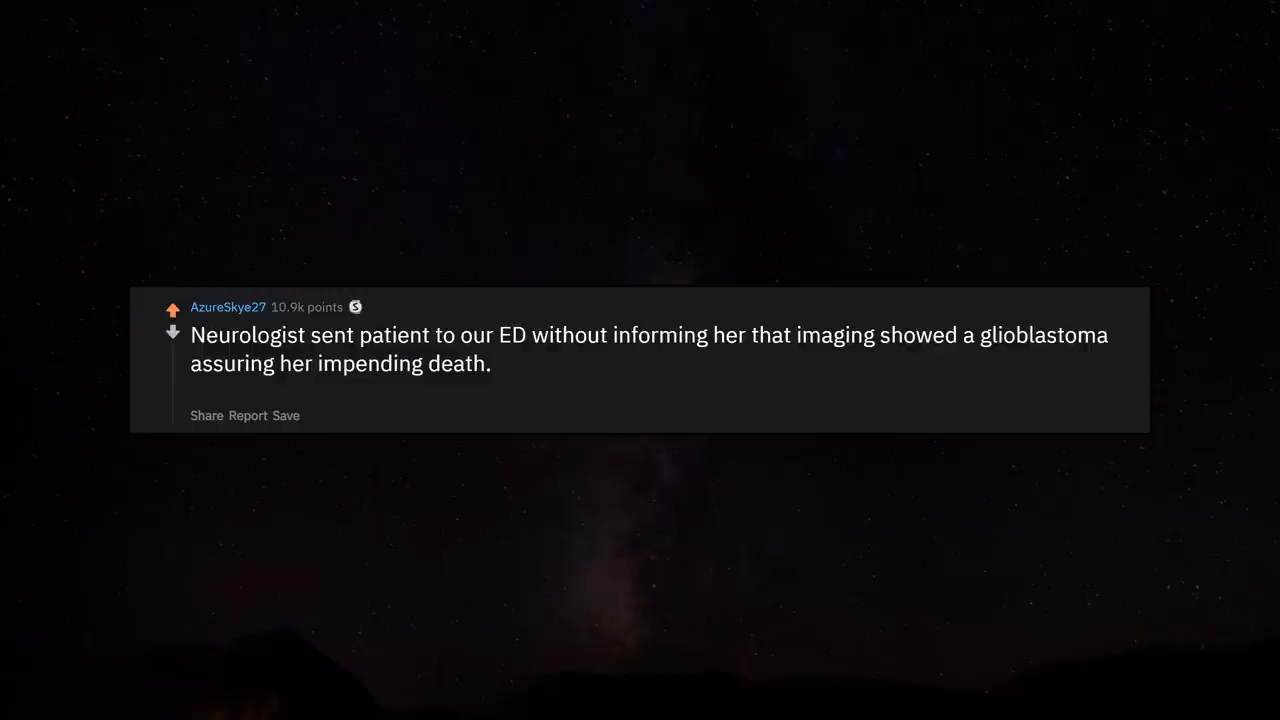 AzureSkye27 10.9k points S
Neurologist sent patient to our ED without informing her that imaging showed a glioblastoma
assuring her impending death.
Share Report Save